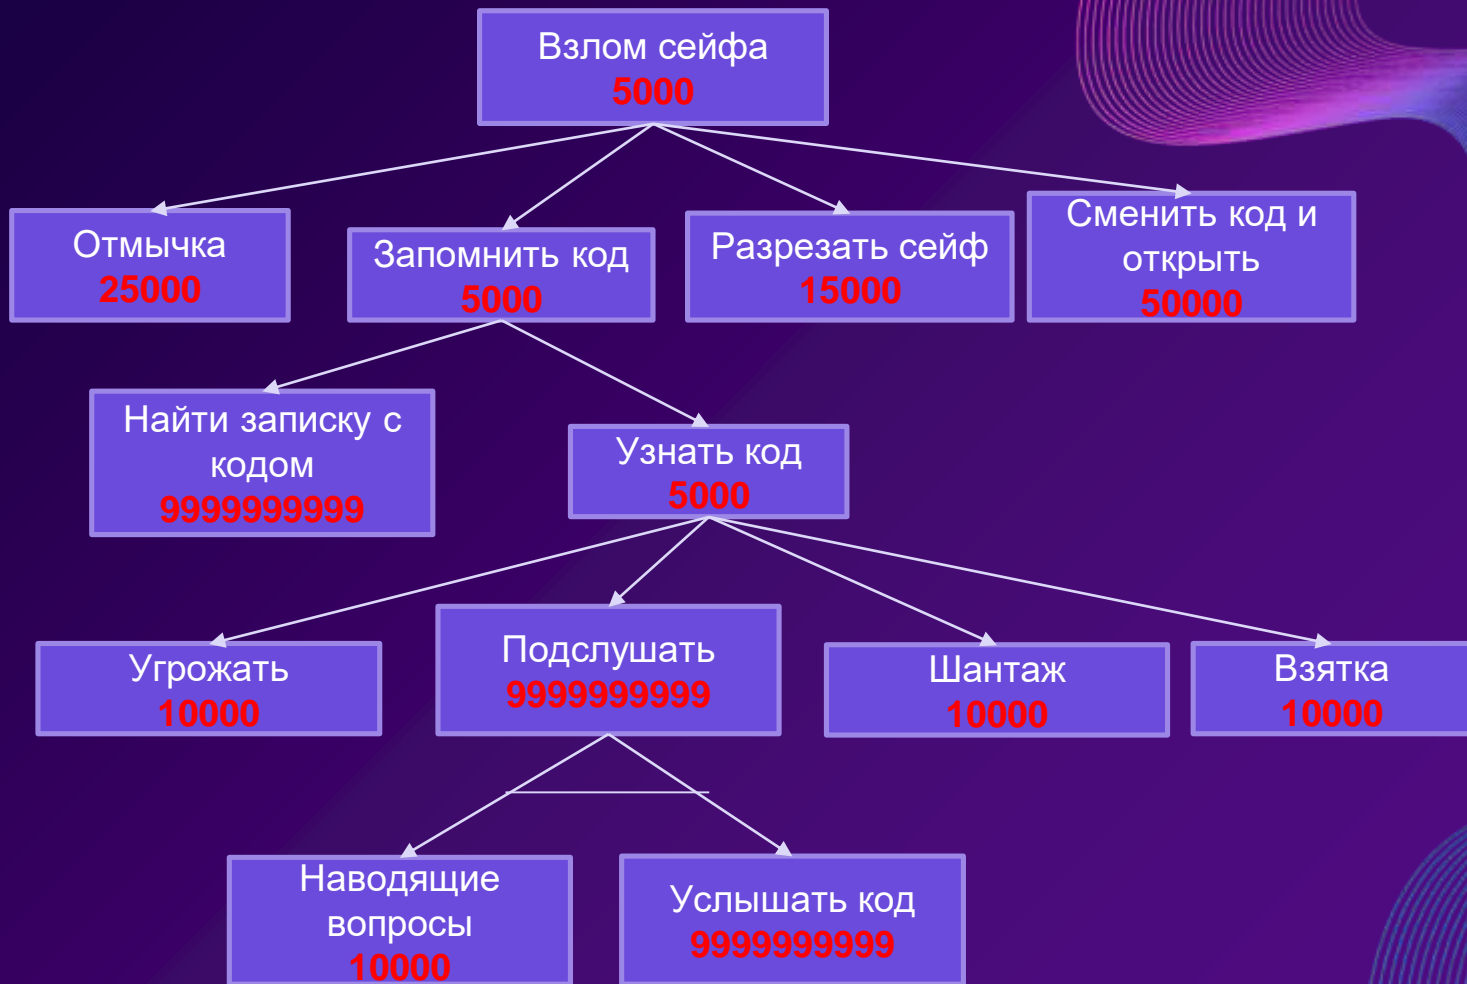 Взлом сейфа
5000
Отмычка
25000
Запомнить код
5000
Разрезать сейф
15000
Сменить код и
открыть
50000
Найти записку с
кодом
9999999999
Узнать код
5000
Угрожать
10000
Подслушать
9999999999
Шантаж
10000
Взятка
10000
Наводящие
вопросы
10000
Услышать код
9999999999